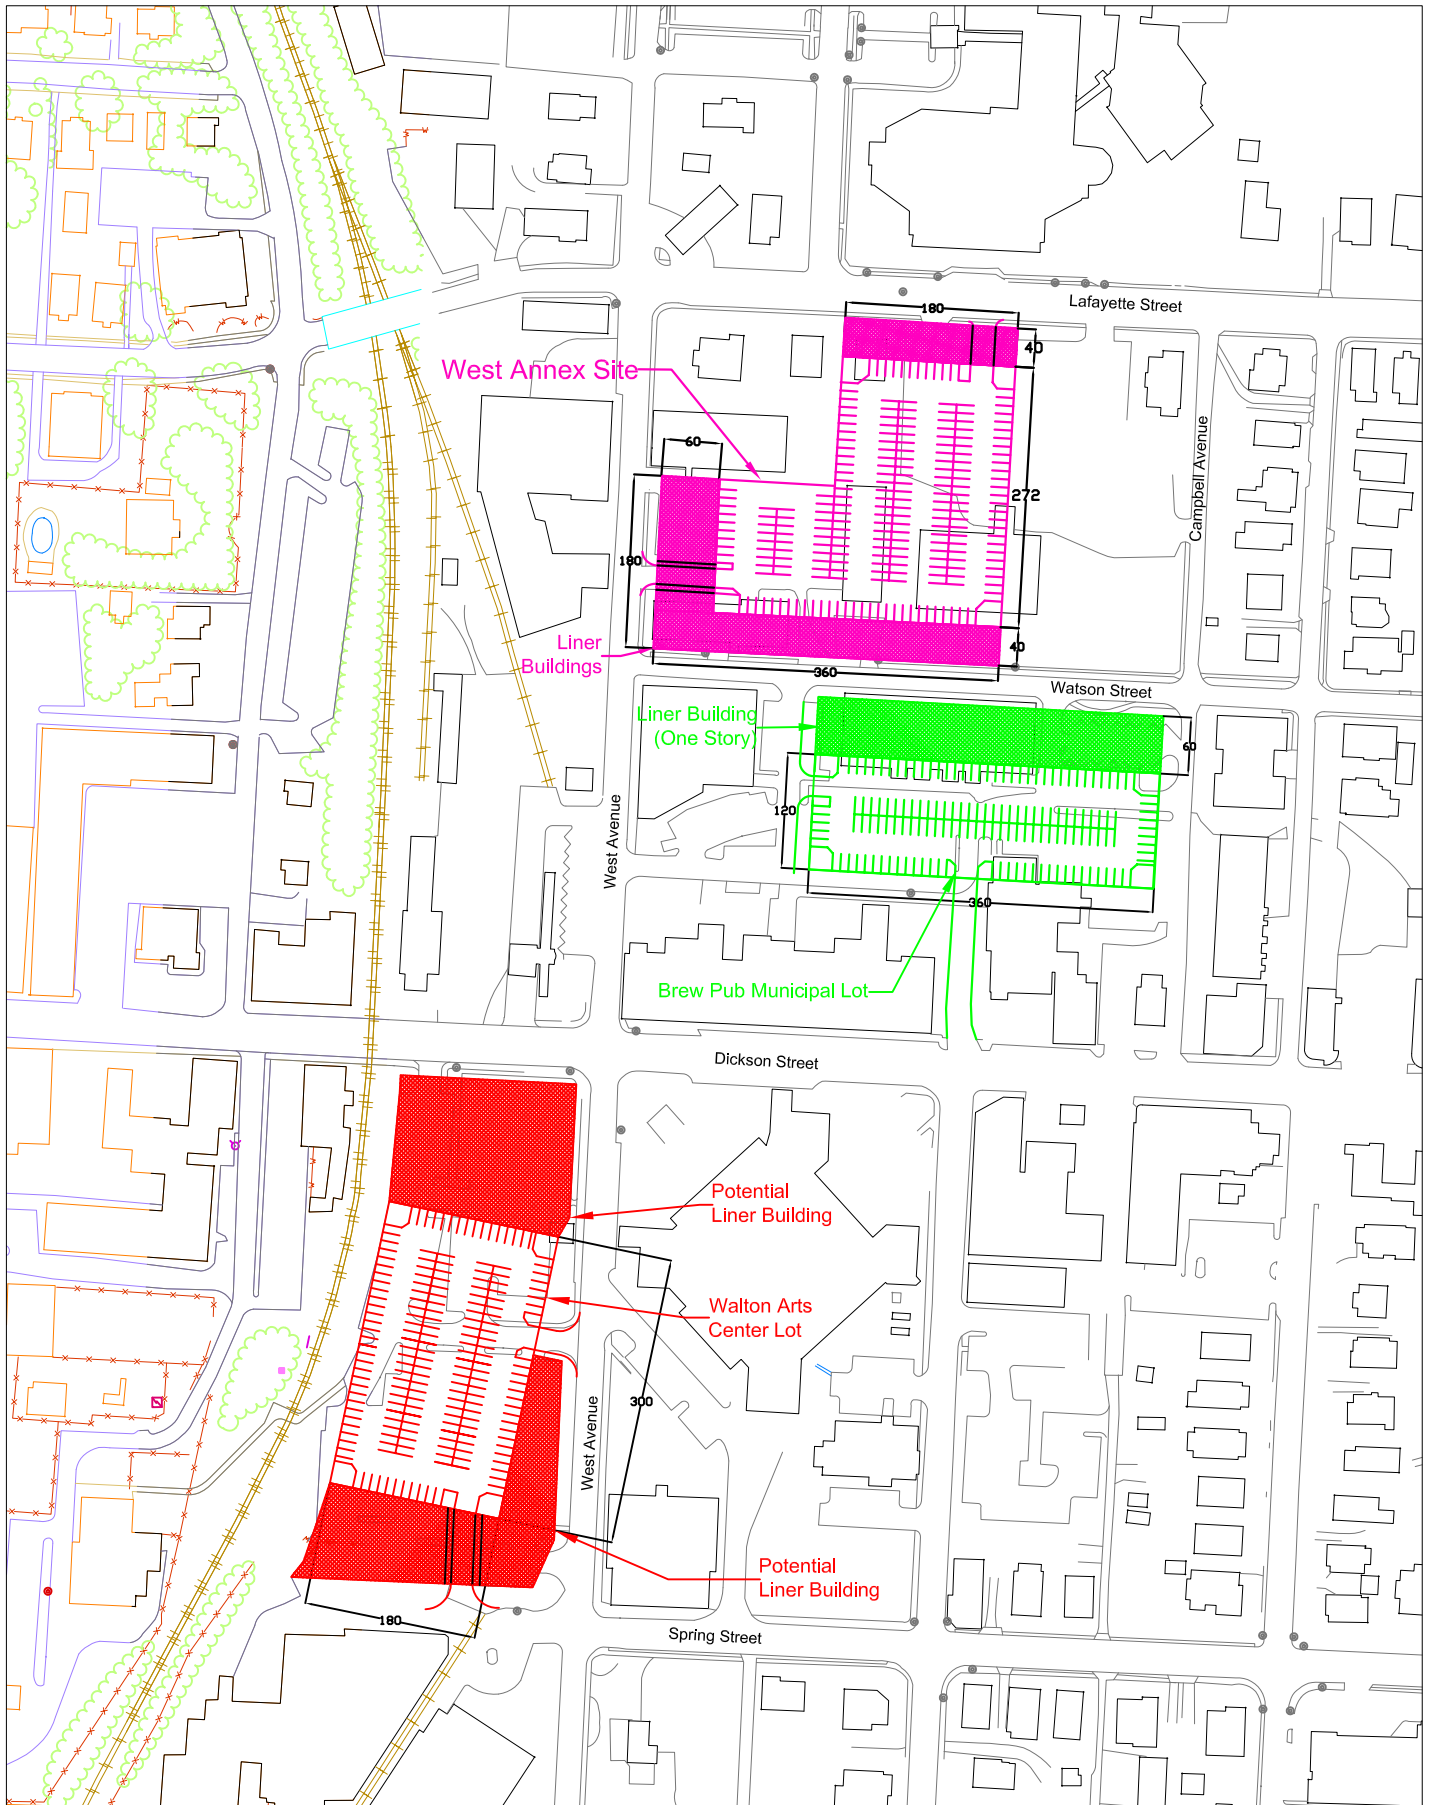 Lafayette Street
180
40
West Annex Site
60
272
Campbell Avenue
180
Liner
Buildings
40
360
Watson Street
Liner Building
(One Story)
60
120
West Avenue
360
Brew Pub Municipal Lot
Dickson Street
Potential
Liner Building
Walton Arts
Center Lot
300
West Avenue
Potential
Liner Building
180
Spring Street